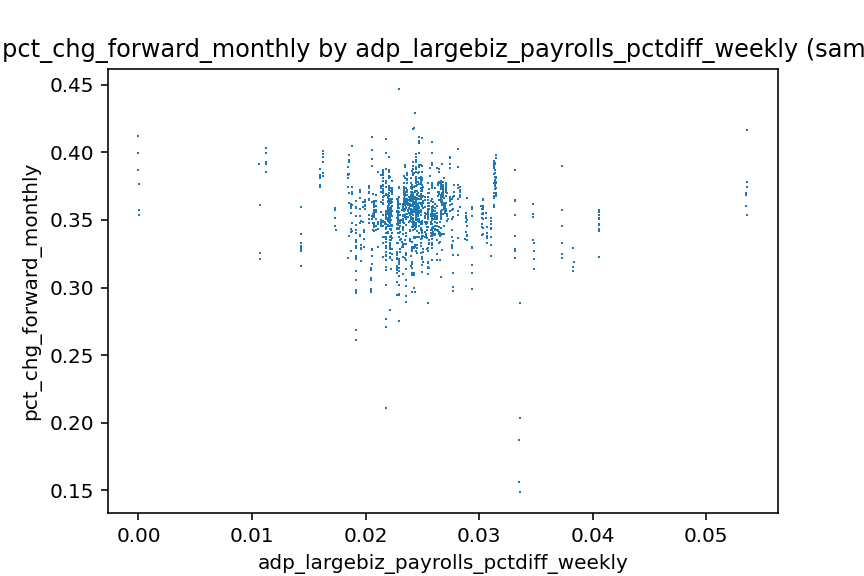 pct_chg_forward_monthly by adp_largebiz_payrolls_pctdiff_weekly (sam
0.45
0.40
0.35
0.30
0.25
0.20
0.15
pct_chg_forward_monthly
0.00 0.01 0.02 0.03 0.04 0.05
adp_largebiz_payrolls_pctdiff_weekly